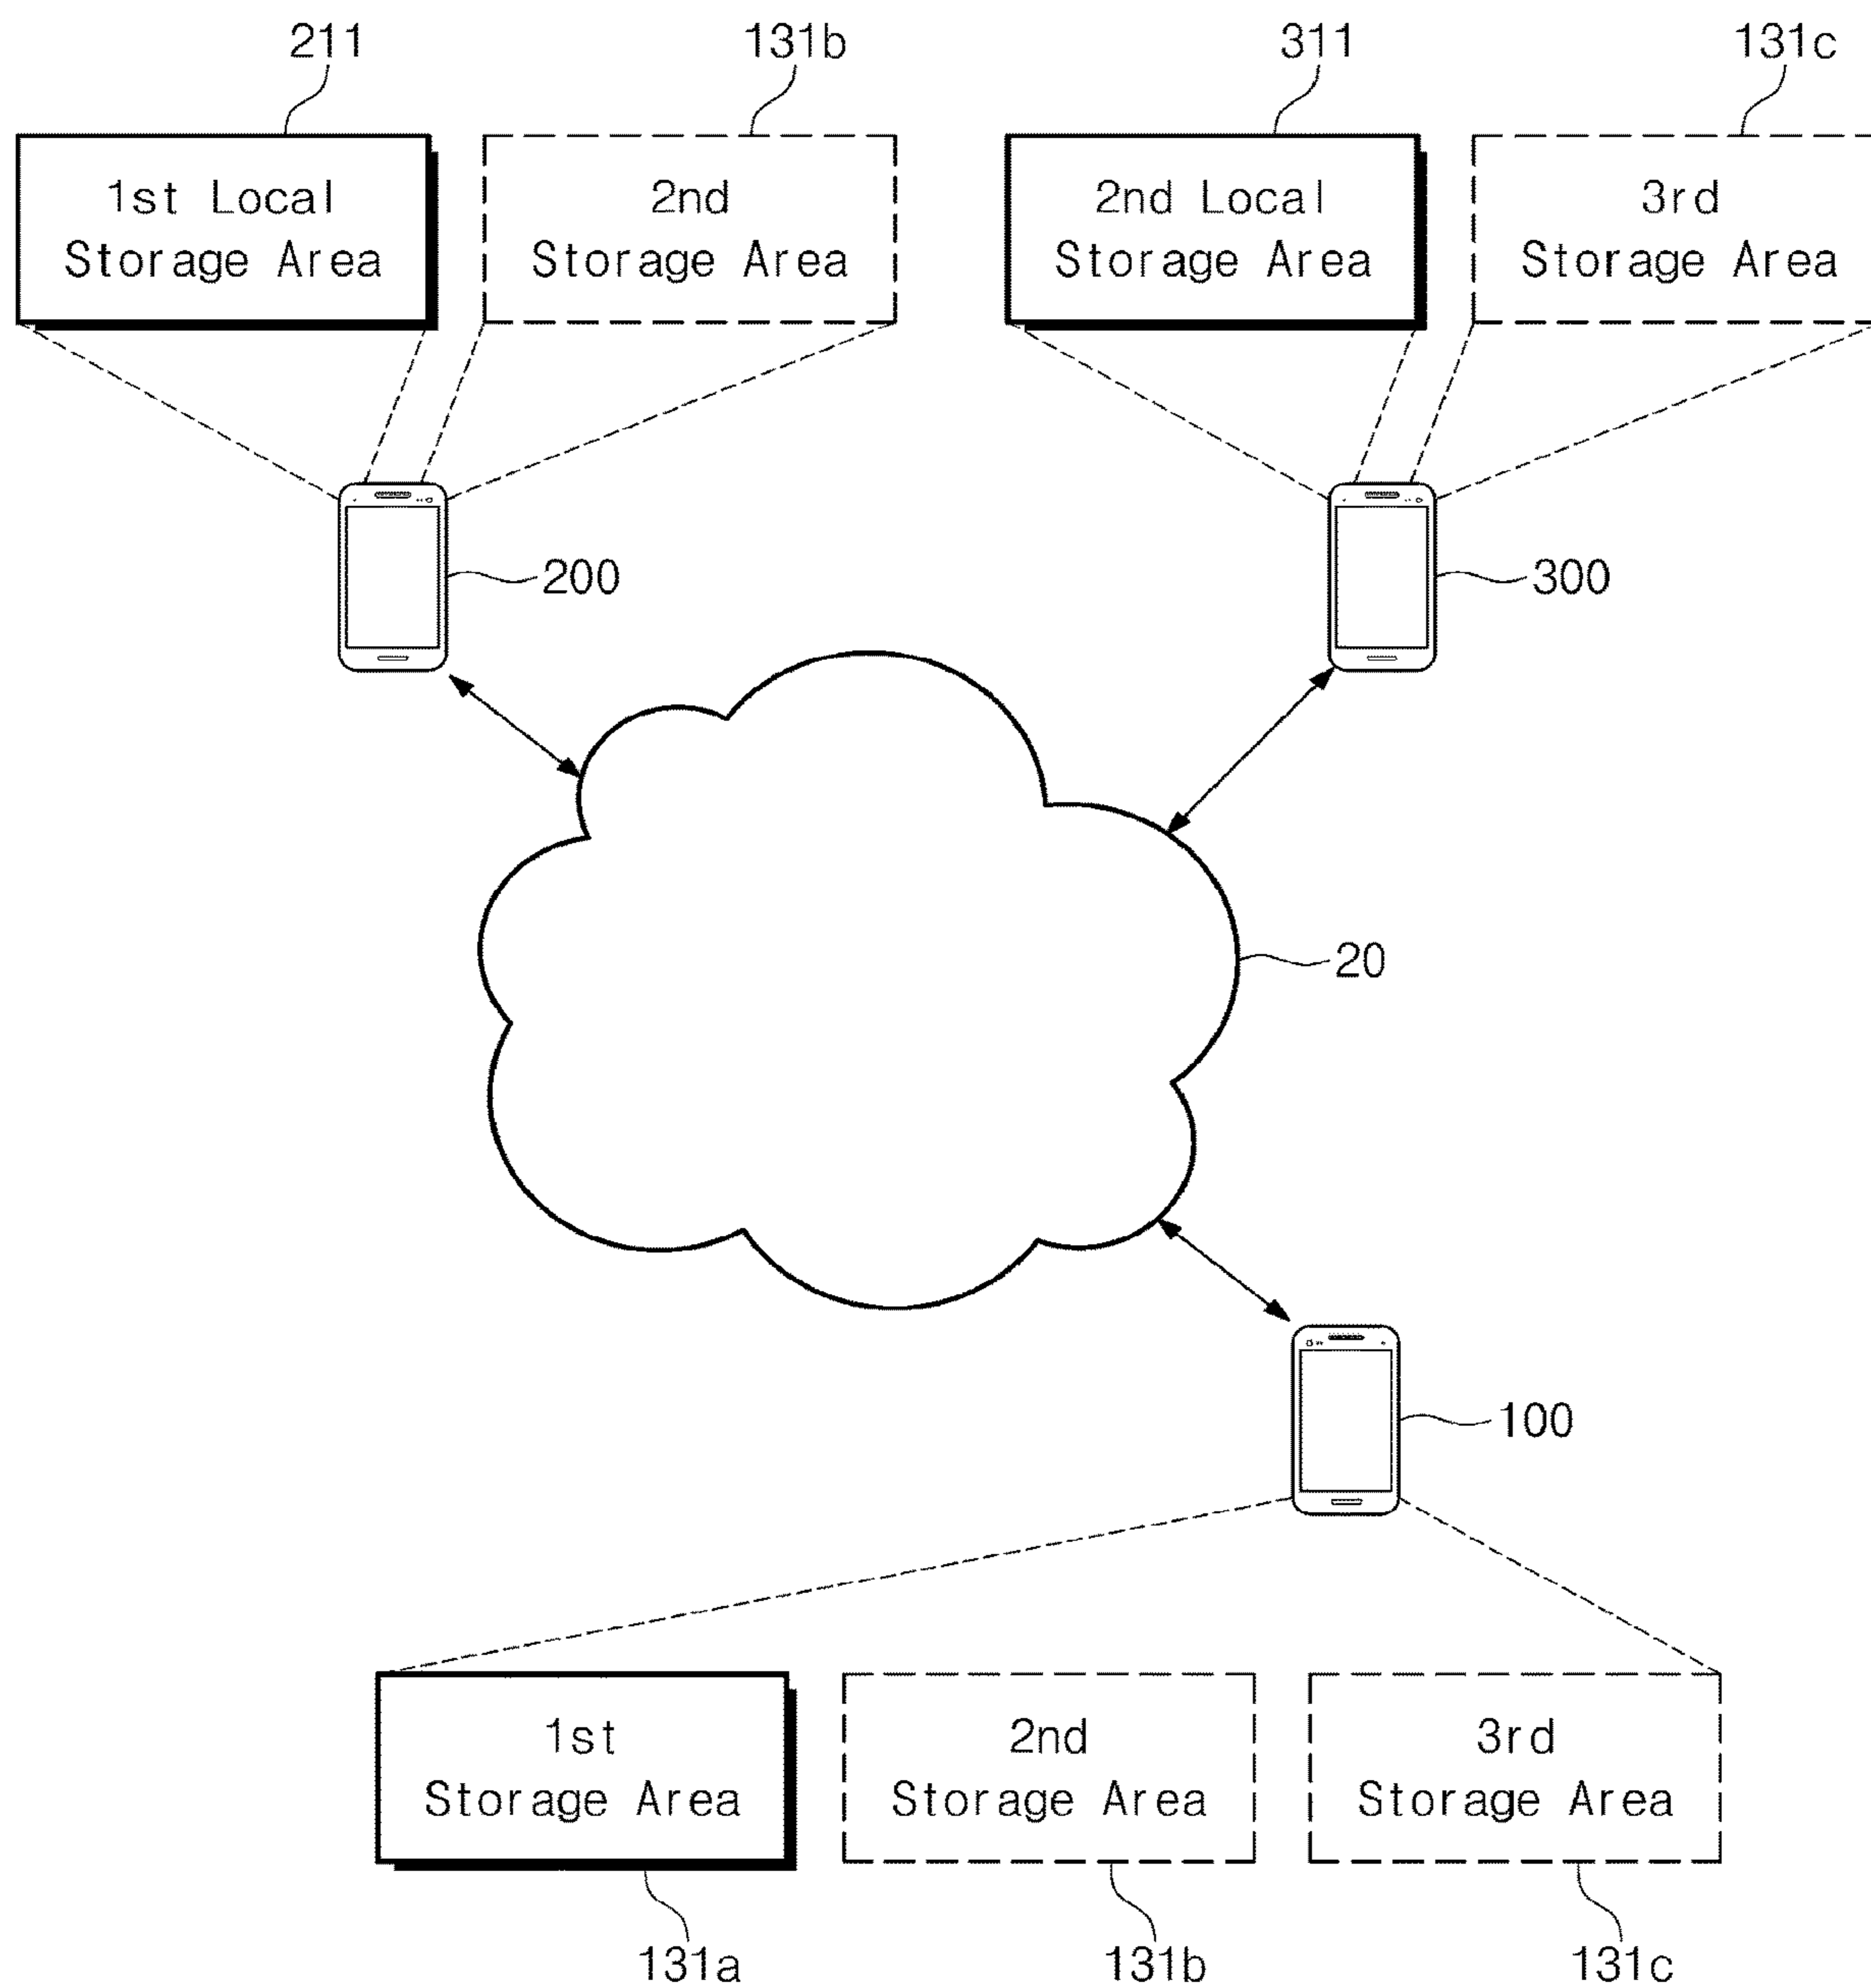 211
131b
311
131c
1st Local
Storage Area
2nd
Storage Area
2nd Local
Storage Area
3rd
Storage Area
200
300
20
100
1st
Storage Area
2nd
Storage Area
3rd
Storage Area
131a
131b
131c